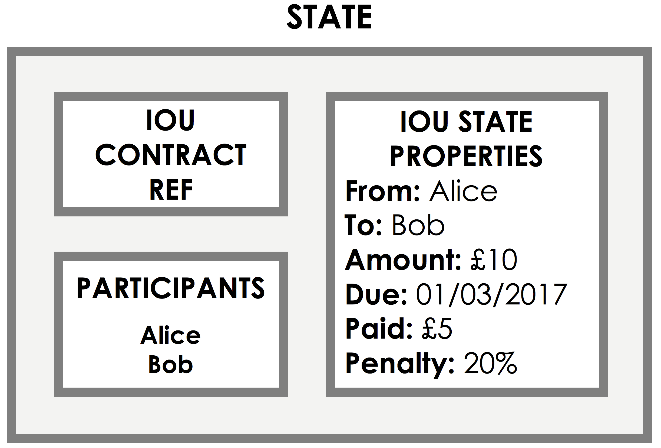 STATE
IOU
CONTRACT
REF
PARTICIPANTS
Alice
Bob
IOU STATE
PROPERTIES
From: Alice
To: Bob
Amount: £10
Due: 01/03/2017
Paid: £5
Penalty: 20%